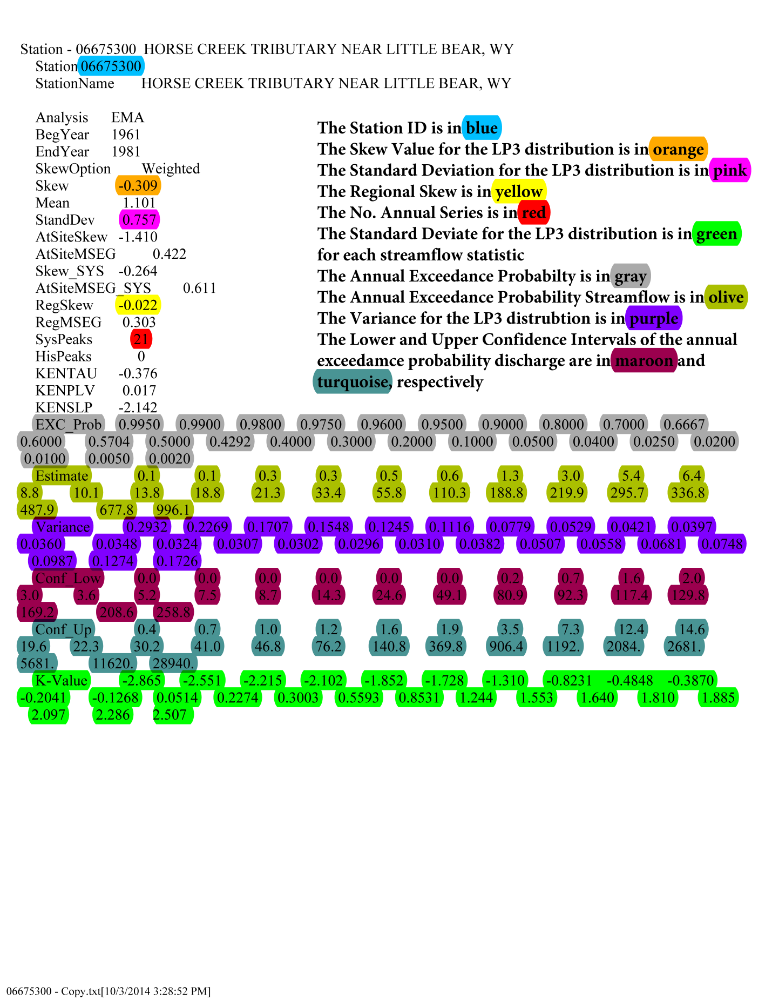 Station - 06675300  HORSE CREEK TRIBUTARY NEAR LITTLE BEAR, WY
Station 06675300
StationName HORSE CREEK TRIBUTARY NEAR LITTLE BEAR, WY
Analysis EMA
BegYear 1961
EndYear 1981
SkewOption Weighted
Skew -0.309
Mean 1.101
StandDev 0.757
AtSiteSkew -1.410
AtSiteMSEG 0.422
Skew_SYS -0.264
AtSiteMSEG_SYS 0.611
RegSkew -0.022
RegMSEG 0.303
SysPeaks 21
HisPeaks 0
KENTAU -0.376
KENPLV 0.017
KENSLP -2.142
The Station ID is in blue
The Skew Value for the LP3 distribution is in orange
The Standard Deviation for the LP3 distribution is in pink
The Regional Skew is in yellow
The No. Annual Series is in red
The Standard Deviate for the LP3 distribution is in green
for each streamflow statistic
The Annual Exceedance Probabilty is in gray
The Annual Exceedance Probability Streamflow is in olive
The Variance for the LP3 distrubtion is in purple
The Lower and Upper Confidence Intervals of the annual
exceedamce probability discharge are in maroon and
turquoise, respectively
EXC_Prob 0.9950 0.9900 0.9800 0.9750 0.9600 0.9500 0.9000 0.8000 0.7000 0.6667
0.6000 0.5704 0.5000 0.4292 0.4000 0.3000 0.2000 0.1000 0.0500 0.0400 0.0250 0.0200
0.0100 0.0050 0.0020
Estimate 0.1 0.1 0.3 0.3 0.5 0.6 1.3 3.0 5.4 6.4
8.8 10.1 13.8 18.8 21.3 33.4 55.8 110.3 188.8 219.9 295.7 336.8
487.9 677.8 996.1
Variance 0.2932 0.2269 0.1707 0.1548 0.1245 0.1116 0.0779 0.0529 0.0421 0.0397
0.0360 0.0348 0.0324 0.0307 0.0302 0.0296 0.0310 0.0382 0.0507 0.0558 0.0681 0.0748
0.0987 0.1274 0.1726
Conf_Low 0.0 0.0 0.0 0.0 0.0 0.0 0.2 0.7 1.6 2.0
3.0 3.6 5.2 7.5 8.7 14.3 24.6 49.1 80.9 92.3 117.4 129.8
169.2 208.6 258.8
Conf_Up 0.4 0.7 1.0 1.2 1.6 1.9 3.5 7.3 12.4 14.6
19.6 22.3 30.2 41.0 46.8 76.2 140.8 369.8 906.4 1192. 2084. 2681.
5681. 11620. 28940.
K-Value -2.865 -2.551 -2.215 -2.102 -1.852 -1.728 -1.310 -0.8231 -0.4848 -0.3870
-0.2041 -0.1268 0.0514 0.2274 0.3003 0.5593 0.8531 1.244 1.553 1.640 1.810 1.885
2.097 2.286 2.507
06675300 - Copy.txt[10/3/2014 3:28:52 PM]